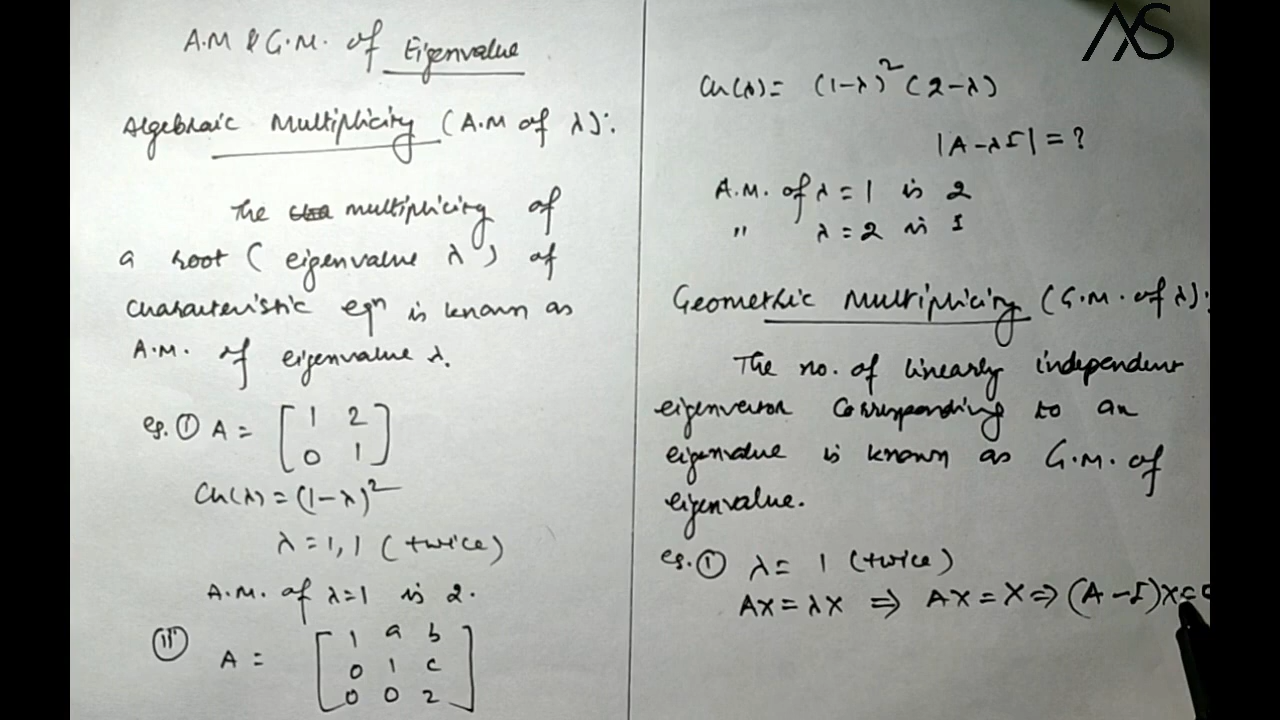 A.M & G.M. of Eigenvalue
Algebraic Multiplicity (A.M of λ):
The multiplicity of
a root ( eigenvalue λ ) of
characteristic eqn is known as
A.M. of eigenvalue λ.
eg. ① A = [ 1 2
0 1 ]
Ch(λ) = (1-λ)²
λ = 1, 1 ( twice )
A.M. of λ=1 is 2.
ⅱ A = [ 1 a b
0 1 c
0 0 2 ]
NS
Ch(λ) = (1-λ)² (2-λ)
|A-λI| = ?
A.M. of λ = 1 is 2
" λ = 2 is 1
Geometric Multiplicity (G.M. of λ):
The no. of linearly independent
eigenvector corresponding to an
eigenvalue is known as G.M. of
eigenvalue.
eg. ① λ = 1 (twice)
AX = λX ⇒ AX = X ⇒ (A-I)X=0